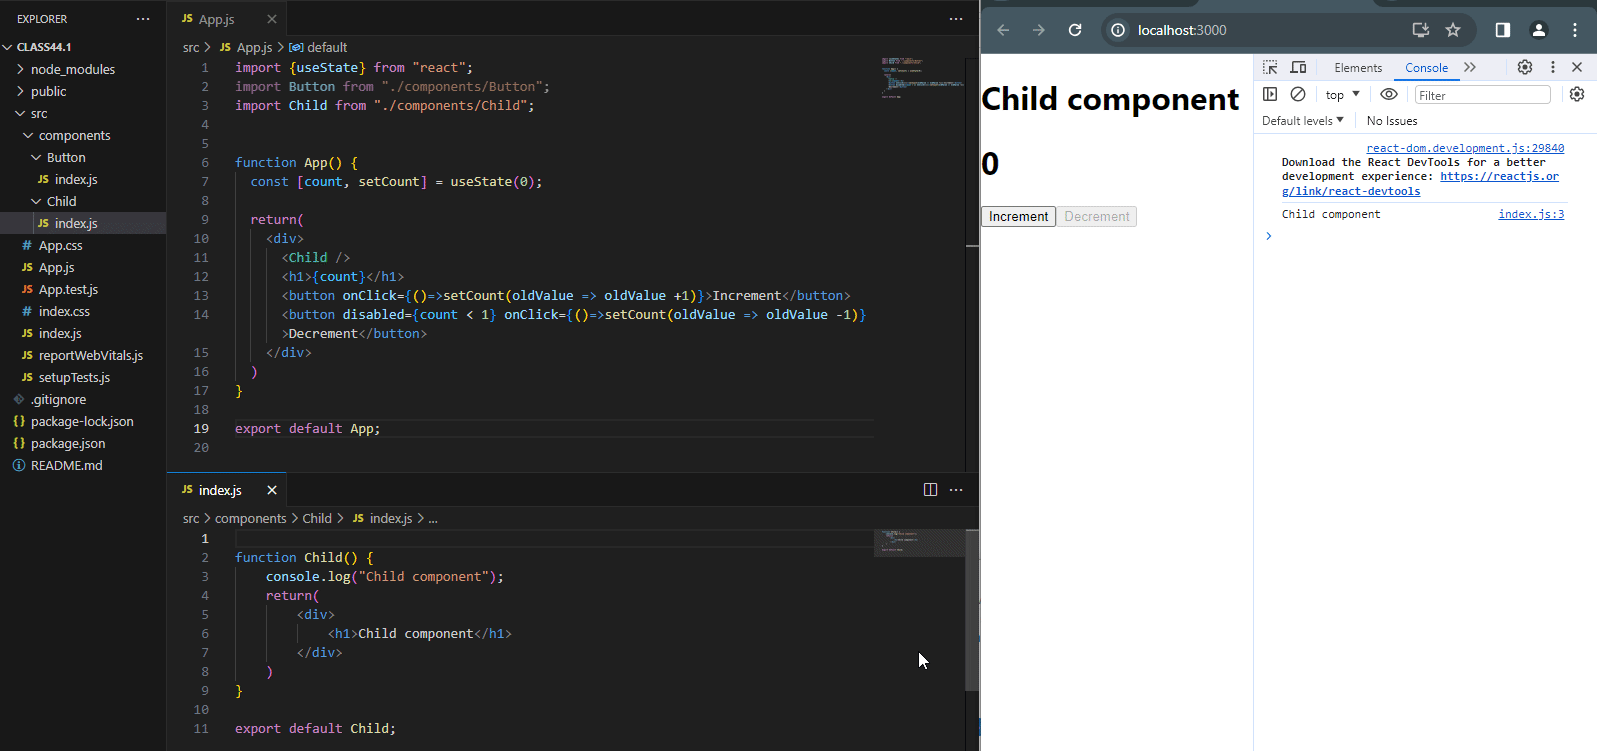 EXPLORER
CLASS44.1
node_modules
public
src
components
Button
JS index.js
Child
JS index.js
# App.css
JS App.js
JS App.test.js
# index.css
JS index.js
JS reportWebVitals.js
JS setupTests.js
.gitignore
{} package-lock.json
{} package.json
README.md
JS App.js
src > JS App.js > default
1 import {useState} from "react";
2 import Button from "./components/Button";
3 import Child from "./components/Child";
4
5
6 function App() {
7 const [count, setCount] = useState(0);
8
9 return(
10 <div>
11 <Child />
12 <h1>{count}</h1>
13 <button onClick={()=>setCount(oldValue => oldValue +1)}>Increment</button>
14 <button disabled={count < 1} onClick={()=>setCount(oldValue => oldValue -1)}
>Decrement</button>
15 </div>
16 )
17 }
18
19 export default App;
20
JS index.js
src > components > Child > JS index.js > ...
1
2 function Child() {
3 console.log("Child component");
4 return(
5 <div>
6 <h1>Child component</h1>
7 </div>
8 )
9 }
10
11 export default Child;
localhost:3000
Child component
0
Increment Decrement
Elements Console
top Filter
Default levels No Issues
react-dom.development.js:29840
Download the React DevTools for a better
development experience: https://reactjs.or
g/link/react-devtools
Child component index.js:3